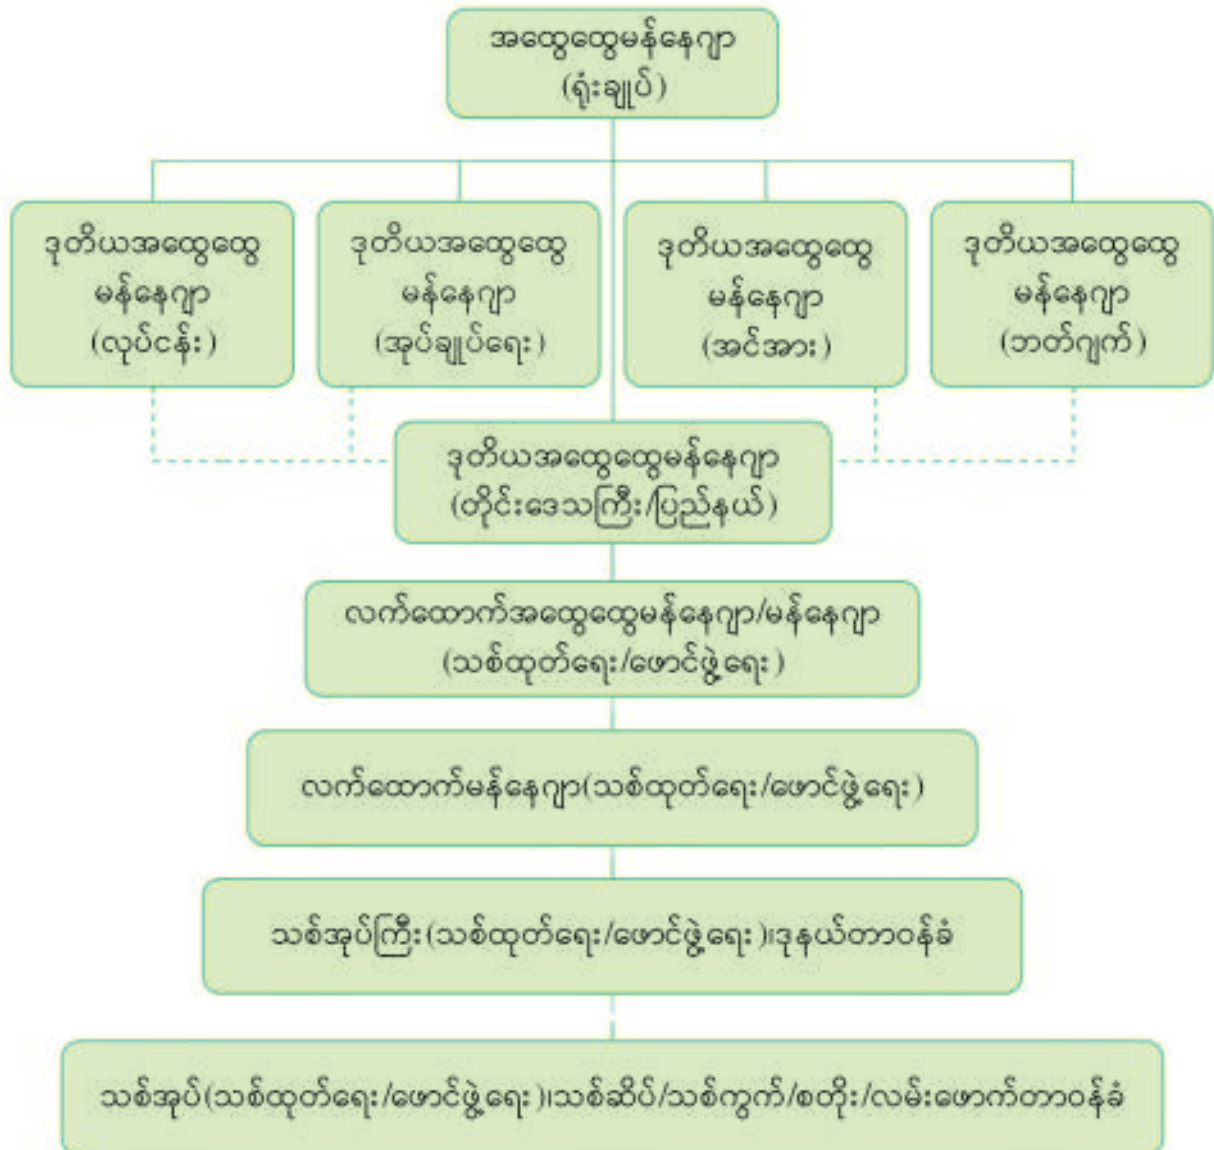 အထွေထွေမန်နေဂျာ
(ရုံးချုပ်)
ဒုတိယအထွေထွေ
မန်နေဂျာ
(လုပ်ငန်း)
ဒုတိယအထွေထွေ
မန်နေဂျာ
(အုပ်ချုပ်ရေး)
ဒုတိယအထွေထွေ
မန်နေဂျာ
(အင်အား)
ဒုတိယအထွေထွေ
မန်နေဂျာ
(ဘတ်ဂျက်)
ဒုတိယအထွေထွေမန်နေဂျာ
(တိုင်းဒေသကြီး/ပြည်နယ်)
လက်ထောက်အထွေထွေမန်နေဂျာ/မန်နေဂျာ
(သစ်ထုတ်ရေး/ဖောင်ဖွဲ့ရေး)
လက်ထောက်မန်နေဂျာ(သစ်ထုတ်ရေး/ဖောင်ဖွဲ့ရေး)
သစ်အုပ်ကြီး(သစ်ထုတ်ရေး/ဖောင်ဖွဲ့ရေး)၊ဒုနယ်တာဝန်ခံ
သစ်အုပ်(သစ်ထုတ်ရေး/ဖောင်ဖွဲ့ရေး)၊သစ်ဆိပ်/သစ်ကွက်/စတိုး/လမ်းဖောက်တာဝန်ခံ